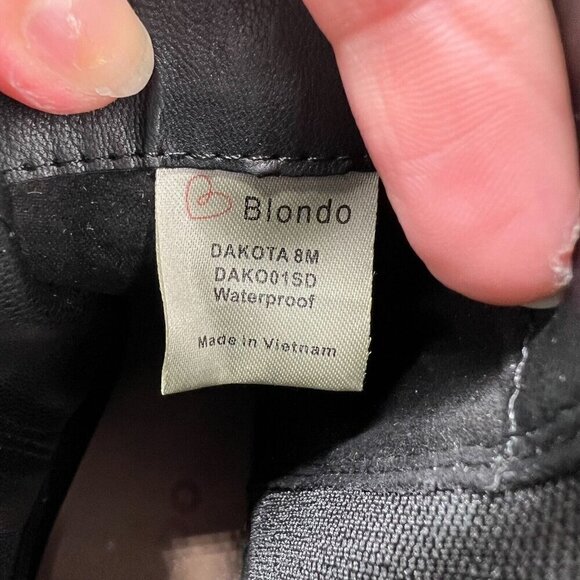 Blondo
DAKOTA 8M
DAKO01SD
Waterproof
Made in Vietnam